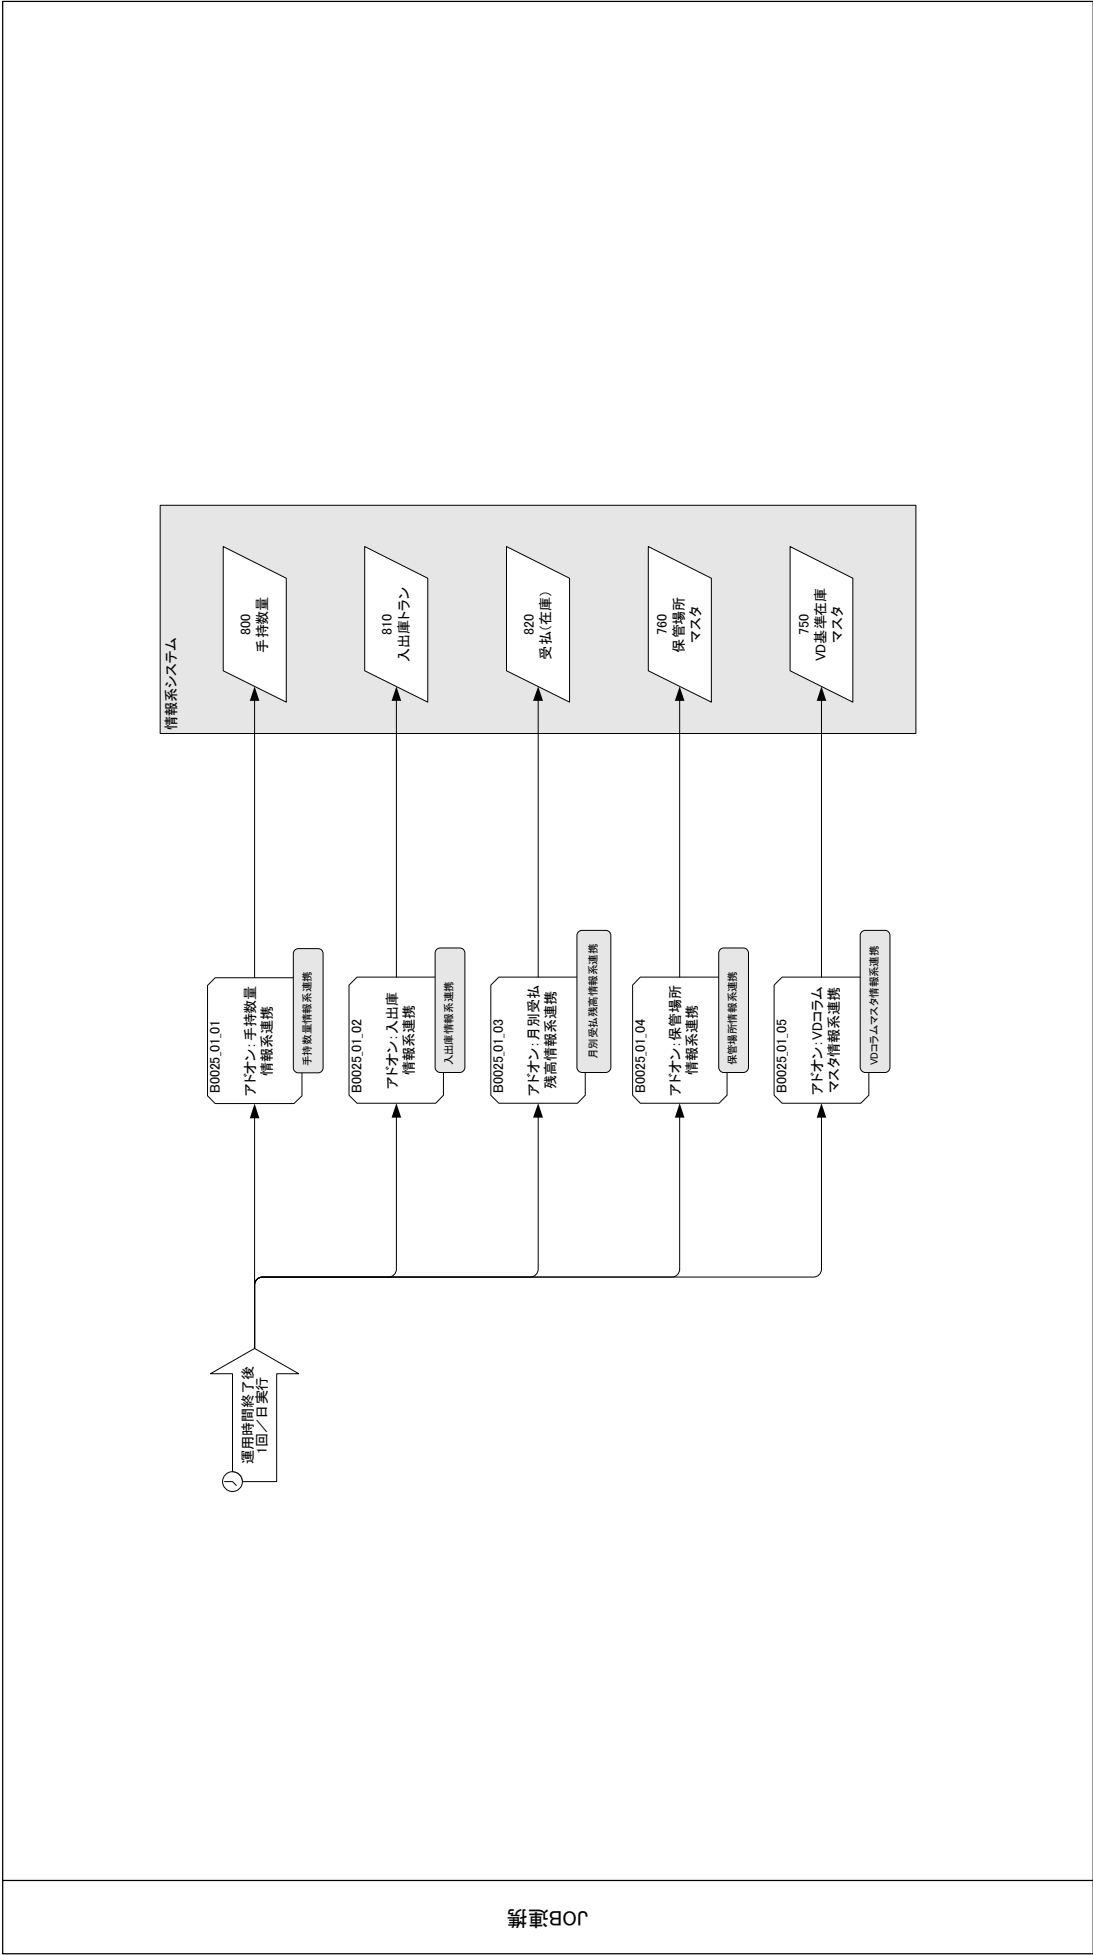 JOB連携
運用時間終了後
1回／日実行
B0025_01_01
アドオン：手持数量
情報系連携
手持数量情報系連携
B0025_01_02
アドオン：入出庫
情報系連携
入出庫情報系連携
B0025_01_03
アドオン：月別受払
残高情報系連携
月別受払残高情報系連携
B0025_01_04
アドオン：保管場所
情報系連携
保管場所情報系連携
B0025_01_05
アドオン：VDコラム
マスタ情報系連携
VDコラムマスタ情報系連携
情報系システム
800
手持数量
810
入出庫トラン
820
受払（在庫）
760
保管場所
マスタ
750
VD基準在庫
マスタ